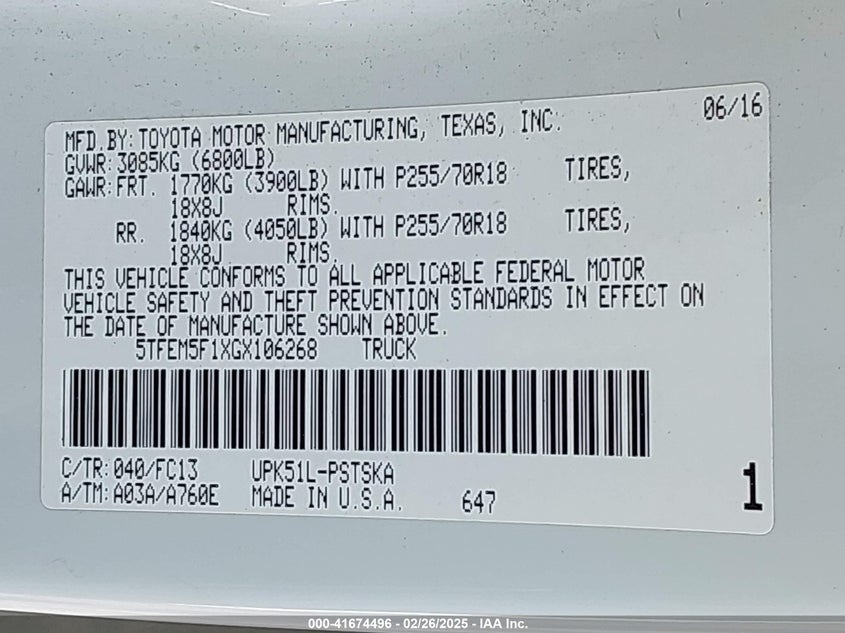 06/16
MFD.BY:TOYOTA MOTOR MANUFACTURING, TEXAS, INC.
GVWR:3085KG (6800LB)
GAWR:FRT. 1770KG (3900LB) WITH P255/70R18 TIRES,
18X8J RIMS.
RR. 1840KG (4050LB) WITH P255/70R18 TIRES,
18X8J RIMS.
THIS VEHICLE CONFORMS TO ALL APPLICABLE FEDERAL MOTOR
VEHICLE SAFETY AND THEFT PREVENTION STANDARDS IN EFFECT ON
THE DATE OF MANUFACTURE SHOWN ABOVE.
5TFEM5F1XGX106268 TRUCK
C/TR:040/FC13 UPK51L-PSTSKA
A/TM:A03A/A760E MADE IN U.S.A. 647
1
000-41674496 - 02/26/2025 - IAA Inc.